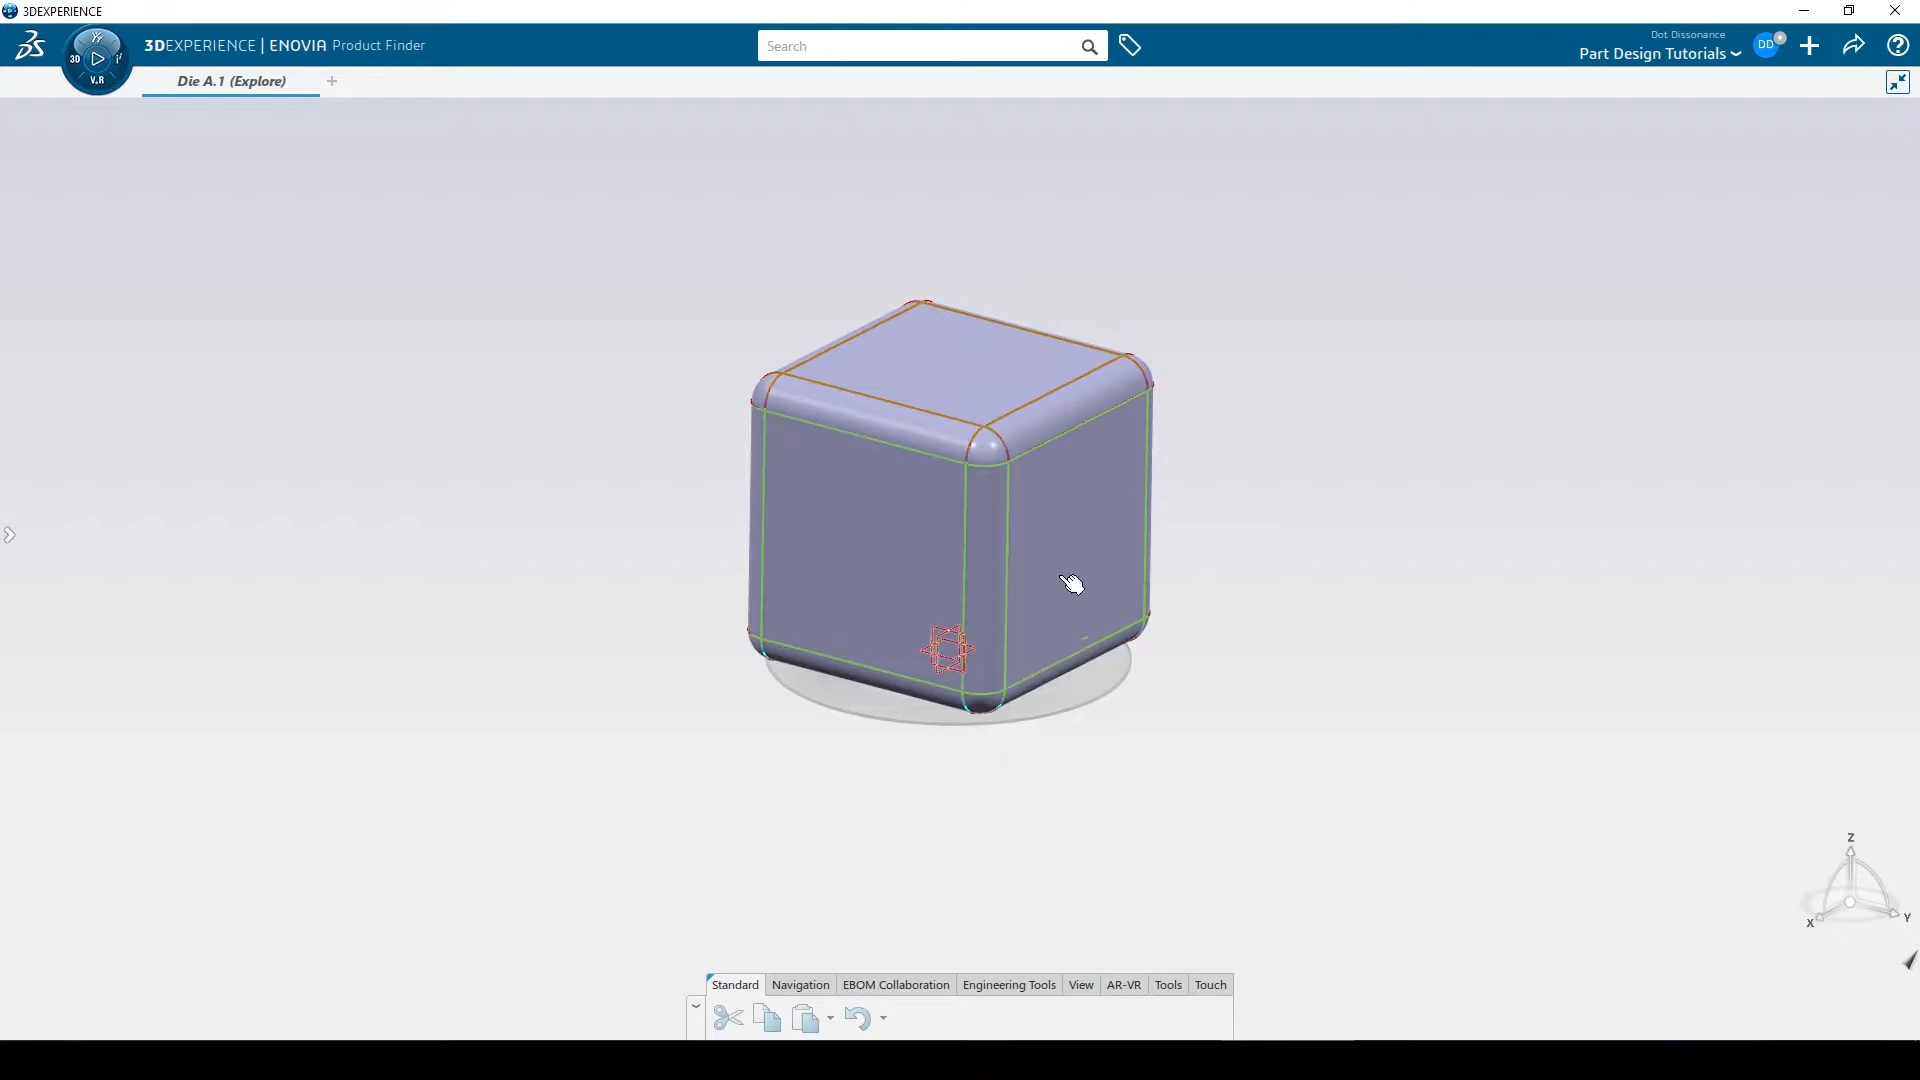 3DEXPERIENCE
3DEXPERIENCE | ENOVIA Product Finder
Search
Dot Dissonance
Part Design Tutorials
DD
3D
V.R
Die A.1 (Explore)
Z
X
Y
Standard
Navigation
EBOM Collaboration
Engineering Tools
View
AR-VR
Tools
Touch